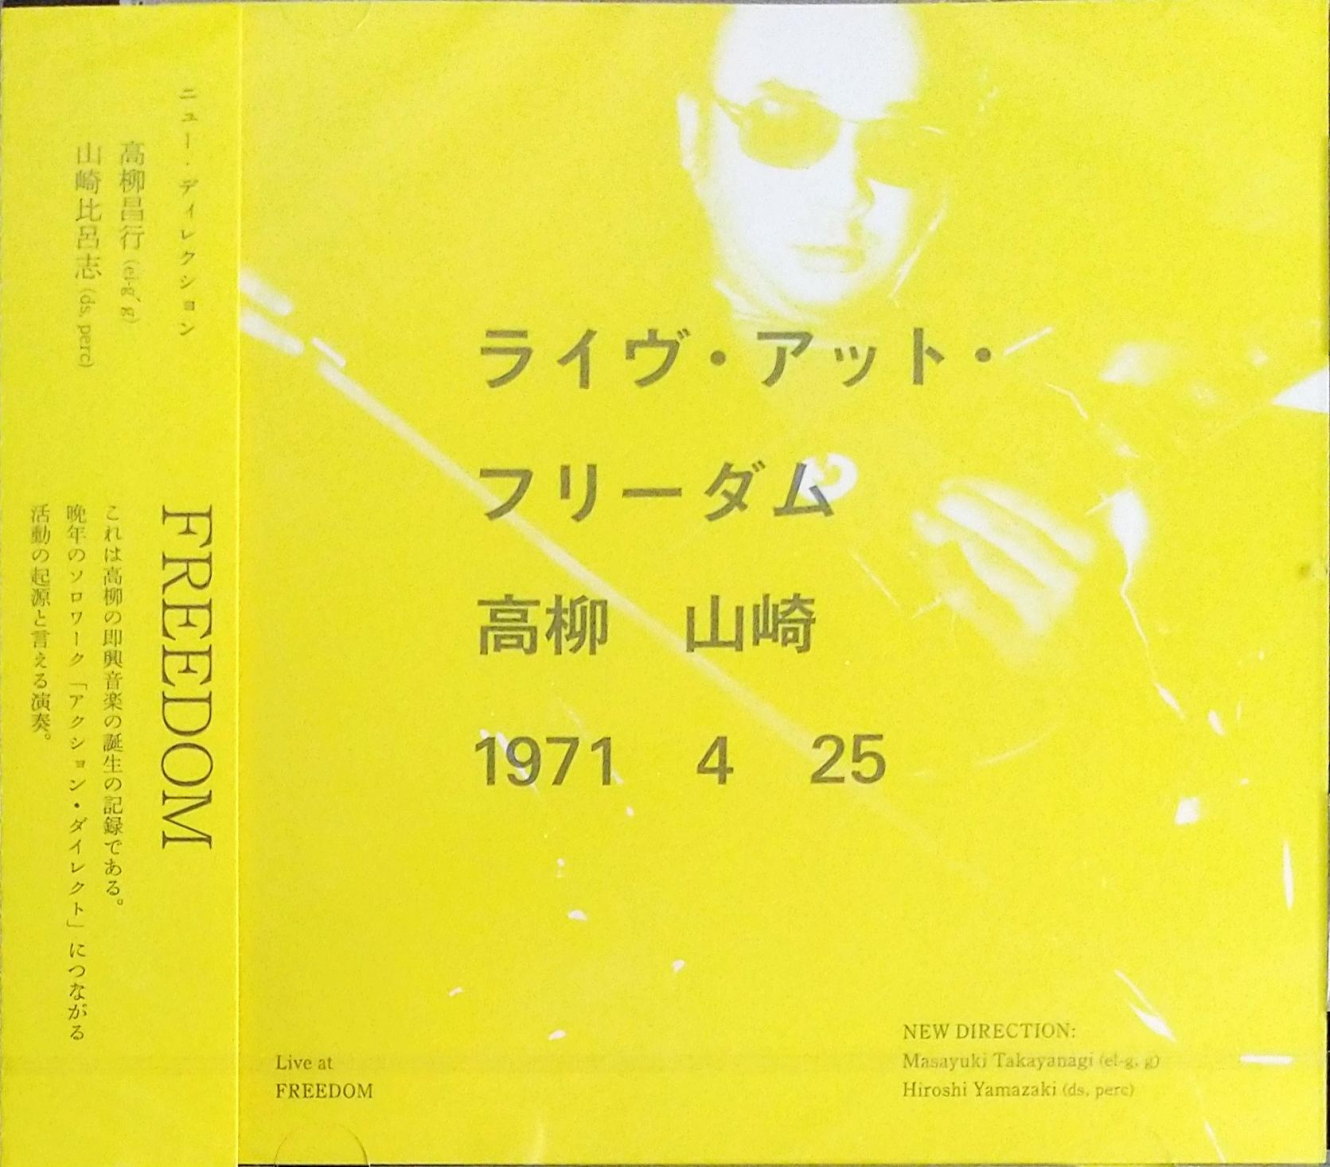 ニュー・ディレクション
高柳昌行 (el-g, g)
山崎比呂志 (ds, perc)
FREEDOM
これは高柳の即興音楽の誕生の記録である。
晩年のソロワーク「アクション・ダイレクト」につながる
活動の起源と言える演奏。
ライヴ・アット・
フリーダム
高柳　山崎
1971　4　25
Live at
FREEDOM
NEW DIRECTION:
Masayuki Takayanagi (el-g, g)
Hiroshi Yamazaki (ds, perc)